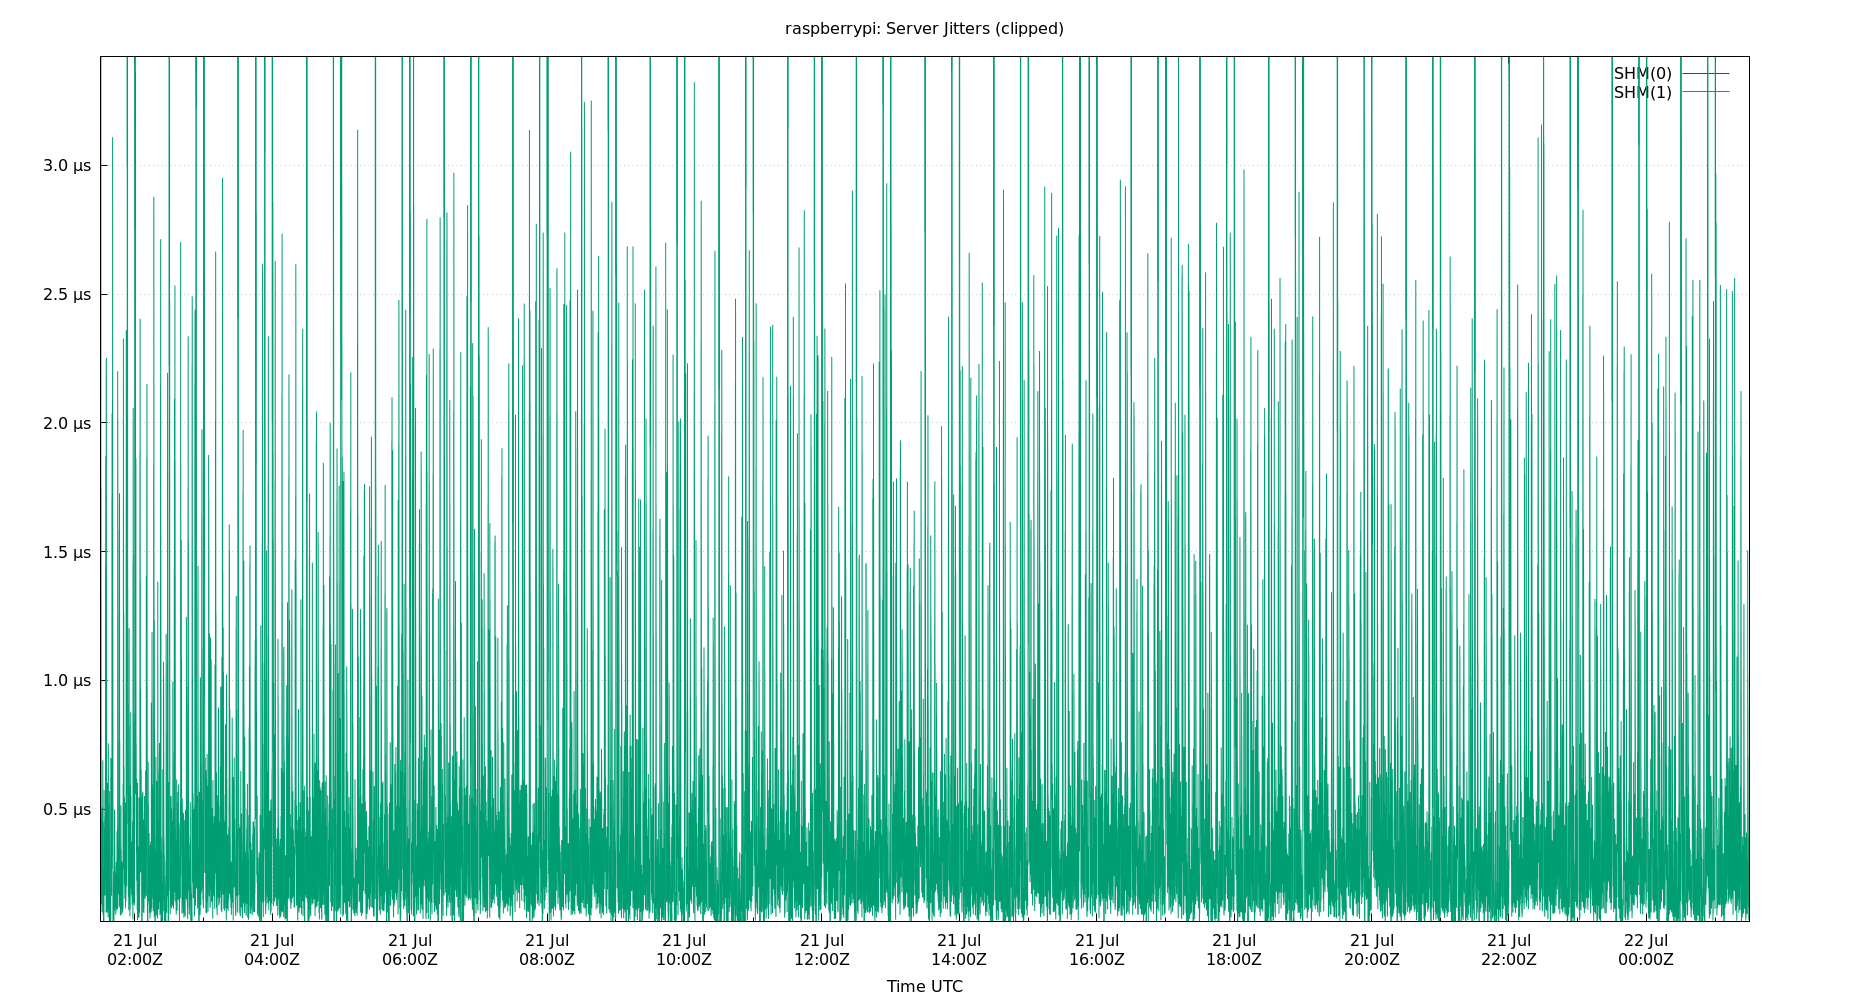 raspberrypi: Server Jitters (clipped)
SHM(0)
SHM(1)
3.0 µs
2.5 µs
2.0 µs
1.5 µs
1.0 µs
0.5 µs
21 Jul 21 Jul 21 Jul 21 Jul 21 Jul 21 Jul 21 Jul 21 Jul 21 Jul 21 Jul 21 Jul 22 Jul
02:00Z 04:00Z 06:00Z 08:00Z 10:00Z 12:00Z 14:00Z 16:00Z 18:00Z 20:00Z 22:00Z 00:00Z
Time UTC